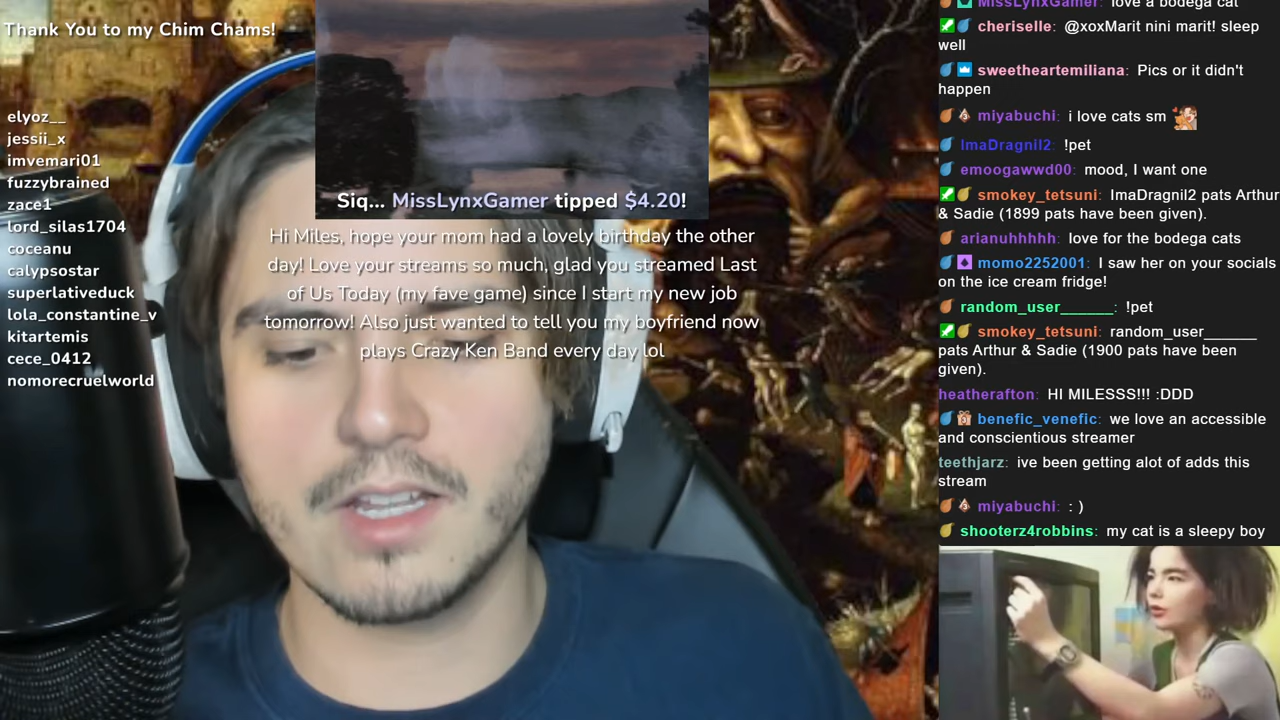 Thank You to my Chim Chams!
elyoz__
jessii_x
imvemari01
fuzzybrained
zace1
lord_silas1704
coceanu
calypsostar
superlativeduck
lola_constantine_v
kitartemis
cece_0412
nomorecruelworld
Siq... MissLynxGamer tipped $4.20!
Hi Miles, hope your mom had a lovely birthday the other
day! Love your streams so much, glad you streamed Last
of Us Today (my fave game) since I start my new job
tomorrow! Also just wanted to tell you my boyfriend now
plays Crazy Ken Band every day lol
MissLynxGamer: love a bodega cat
cheriselle: @xoxMarit nini marit! sleep
well
sweetheartemiliana: Pics or it didn't
happen
miyabuchi: i love cats sm
ImaDragnil2: !pet
emoogawwd00: mood, I want one
smokey_tetsuni: ImaDragnil2 pats Arthur
& Sadie (1899 pats have been given).
arianuhhhhh: love for the bodega cats
momo2252001: I saw her on your socials
on the ice cream fridge!
random_user______: !pet
smokey_tetsuni: random_user______
pats Arthur & Sadie (1900 pats have been
given).
heatherafton: HI MILESSS!!! :DDD
benefic_venefic: we love an accessible
and conscientious streamer
teethjarz: ive been getting alot of adds this
stream
miyabuchi: : )
shooterz4robbins: my cat is a sleepy boy